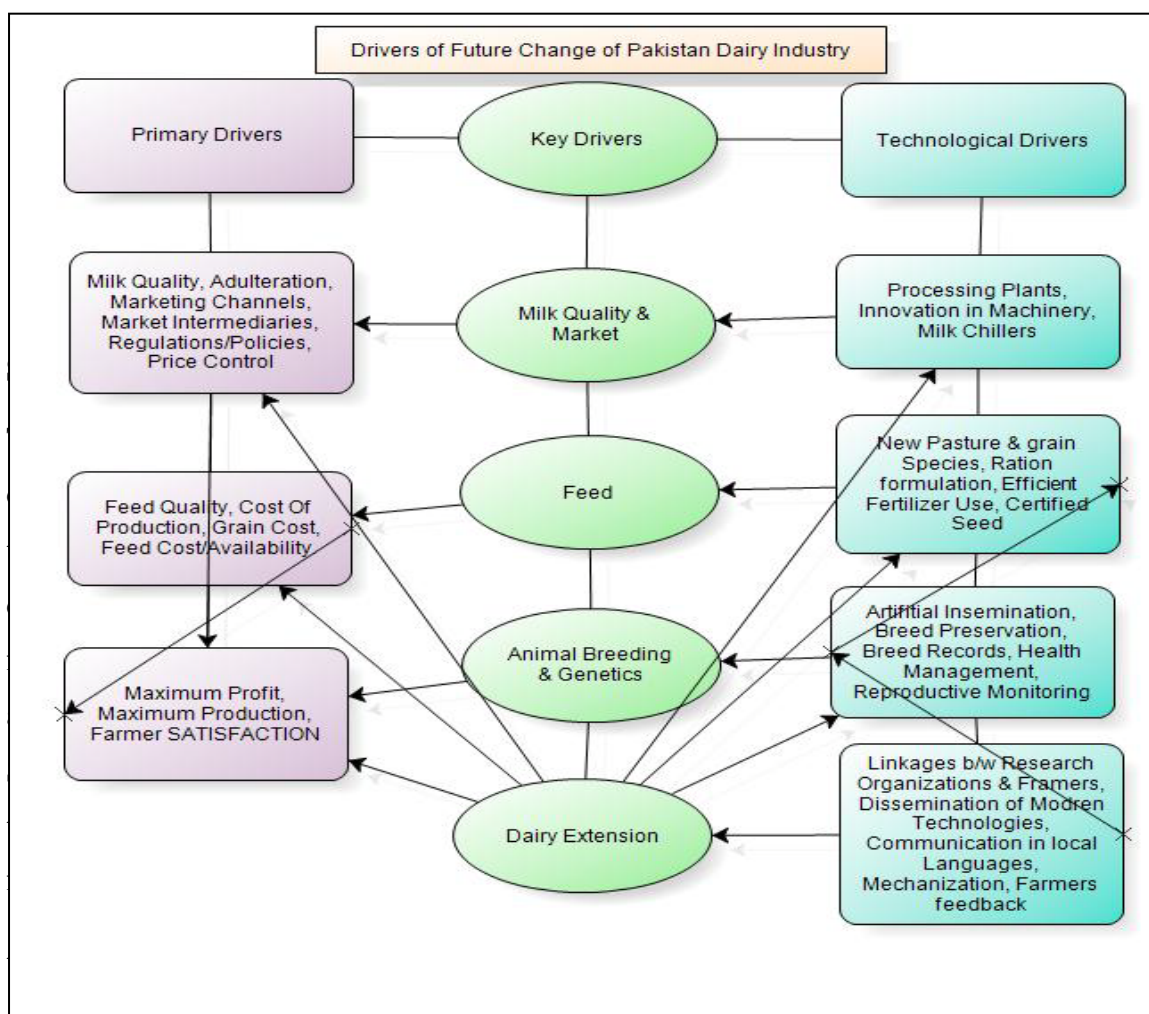 Drivers of Future Change of Pakistan Dairy Industry
Primary Drivers
Key Drivers
Technological Drivers
Milk Quality, Adulteration,
Marketing Channels,
Market Intermediaries,
Regulations/Policies,
Price Control
Milk Quality &
Market
Processing Plants,
Innovation in Machinery,
Milk Chillers
Feed Quality, Cost Of
Production, Grain Cost,
Feed Cost/Availability
Feed
New Pasture & grain
Species, Ration
formulation, Efficient
Fertilizer Use, Certified
Seed
Maximum Profit,
Maximum Production,
Farmer SATISFACTION
Animal Breeding
& Genetics
Artifitial Insemination,
Breed Preservation,
Breed Records, Health
Management,
Reproductive Monitoring
Dairy Extension
Linkages b/w Research
Organizations & Framers,
Dissemination of Modren
Technologies,
Communication in local
Languages,
Mechanization, Farmers
feedback